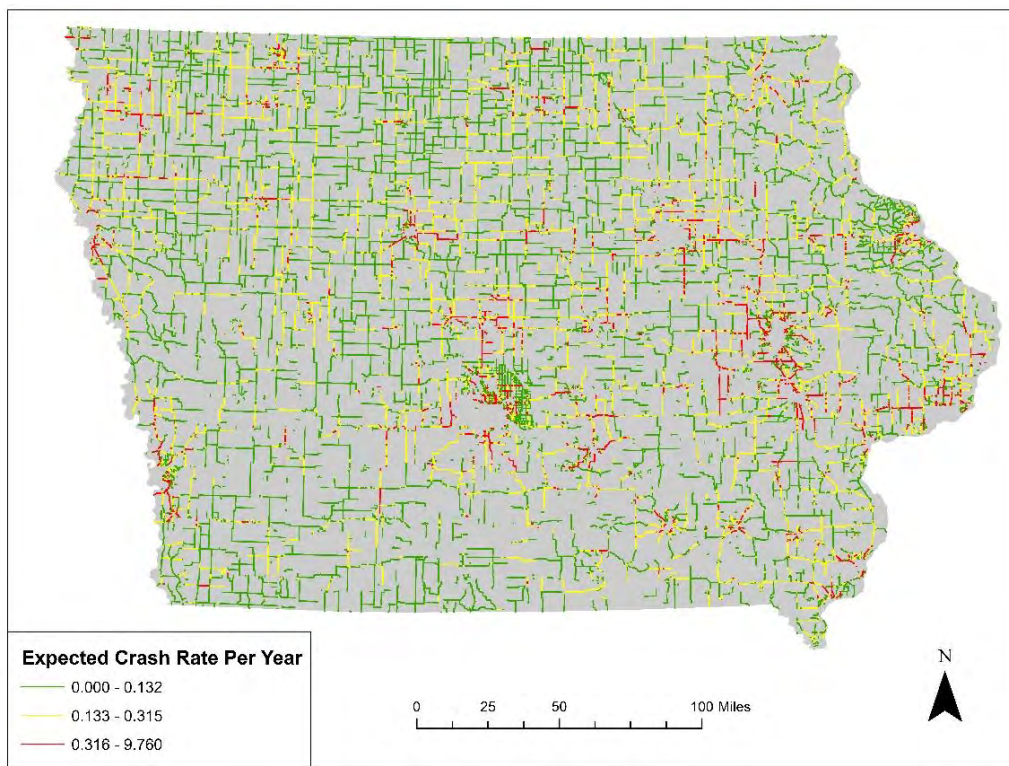 Expected Crash Rate Per Year
0.000 - 0.132
0.133 - 0.315
0.316 - 9.760
0 25 50 100 Miles
N